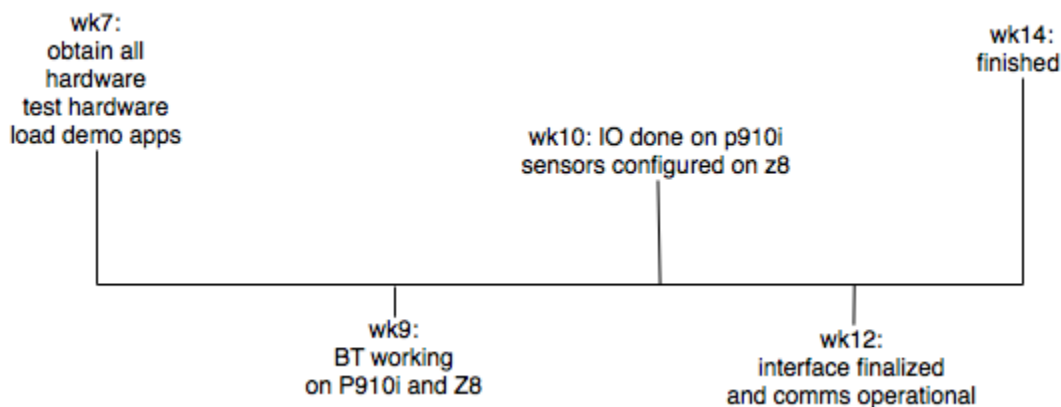 wk7:
obtain all
hardware
test hardware
load demo apps
wk9:
BT working
on P910i and Z8
wk10: IO done on p910i
sensors configured on z8
wk12:
interface finalized
and comms operational
wk14:
finished